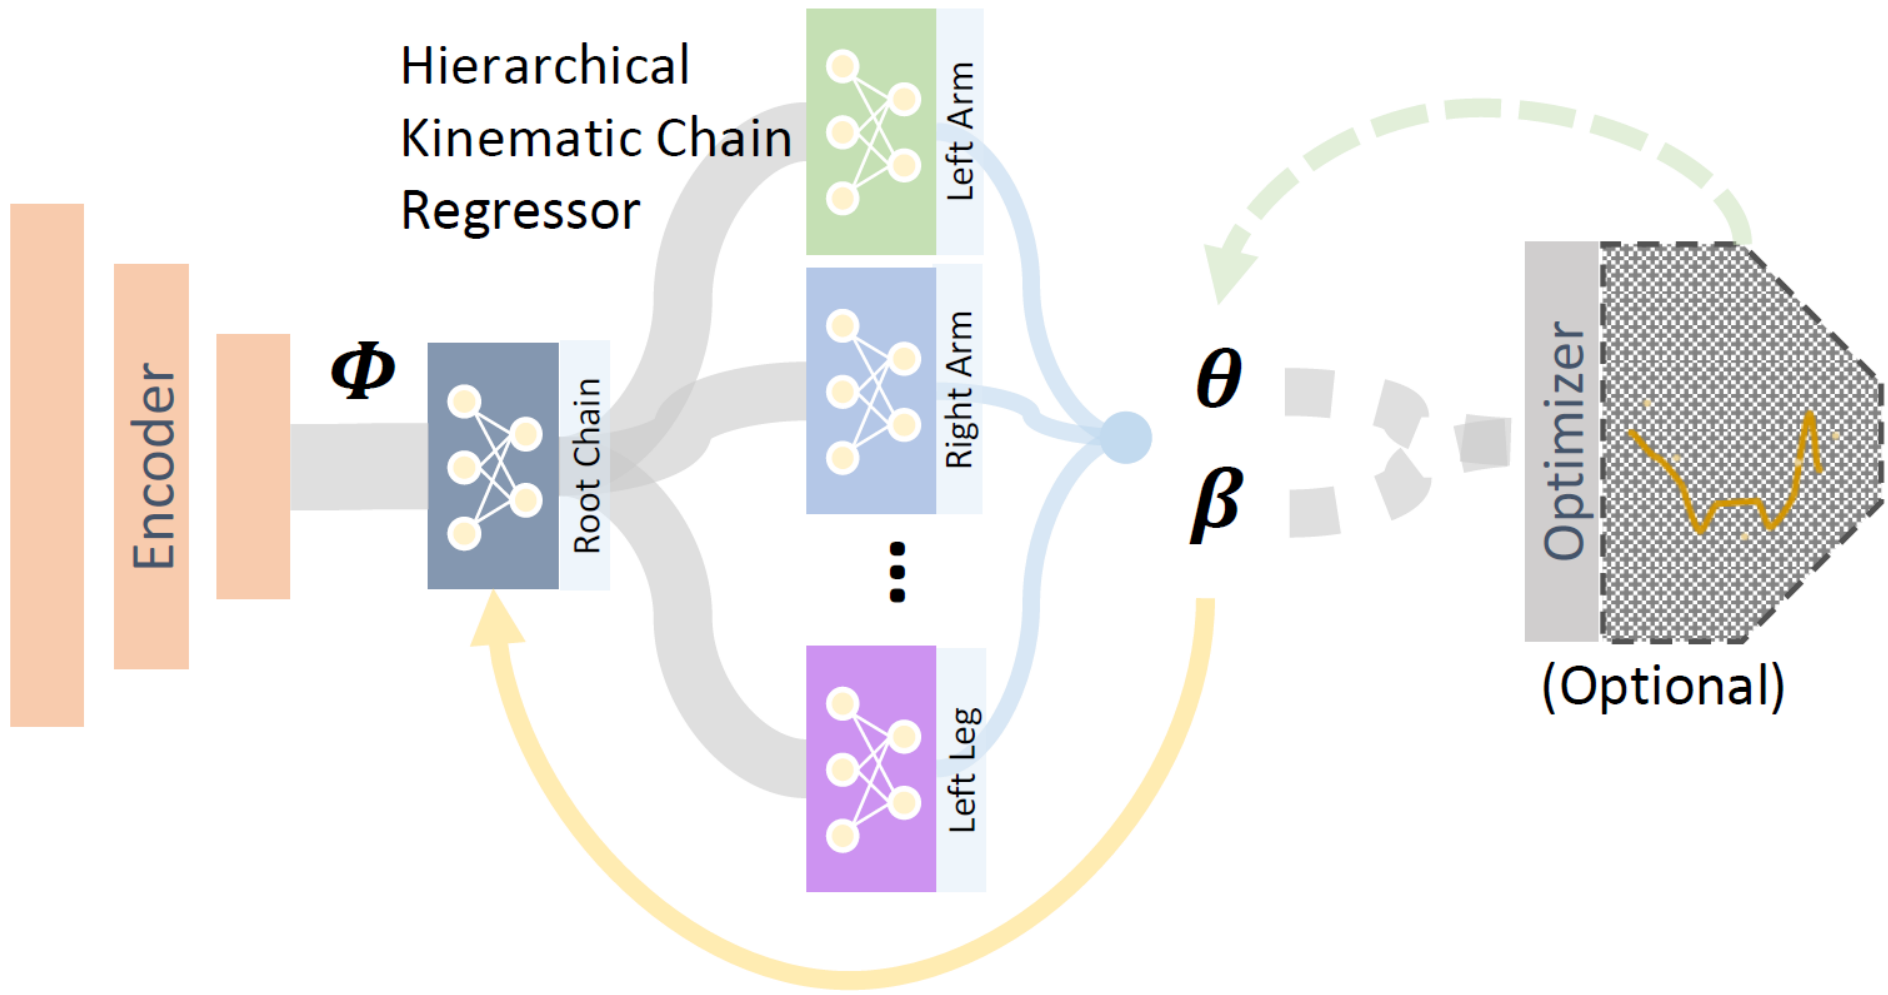 Hierarchical
Kinematic Chain
Regressor
Encoder
Φ
Root Chain
Left Arm
Right Arm
...
Left Leg
θ
β
Optimizer
(Optional)